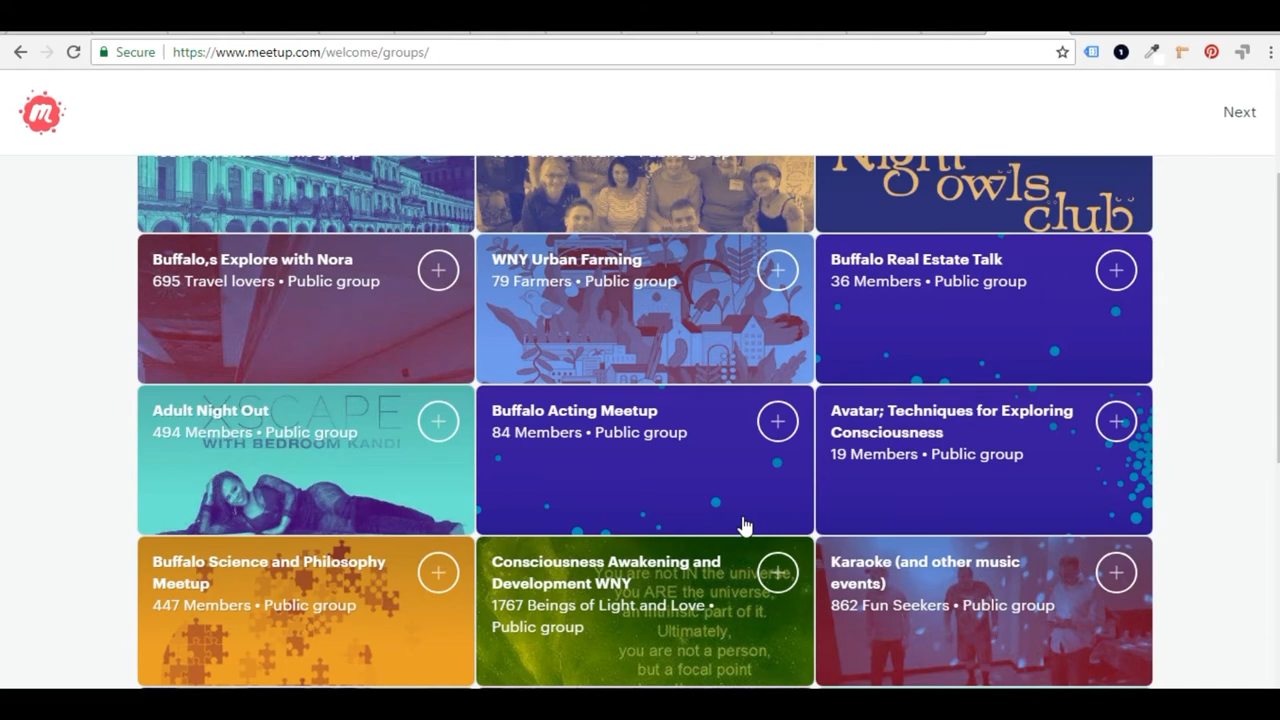 Secure
https://www.meetup.com/welcome/groups/
Next
Public group
Public group
Night
owls
club
Buffalo,s Explore with Nora
695 Travel lovers • Public group
WNY Urban Farming
79 Farmers • Public group
Buffalo Real Estate Talk
36 Members • Public group
XSCAPE
Adult Night Out
494 Members • Public group
WITH BEDROOM KANDI
Buffalo Acting Meetup
84 Members • Public group
Avatar; Techniques for Exploring
Consciousness
19 Members • Public group
Buffalo Science and Philosophy
Meetup
447 Members • Public group
Consciousness Awakening and
Development WNY
1767 Beings of Light and Love •
Public group
you are not IN the universe,
you ARE the universe,
an intrinsic part of it.
Ultimately,
you are not a person,
but a focal point
Karaoke (and other music
events)
862 Fun Seekers • Public group